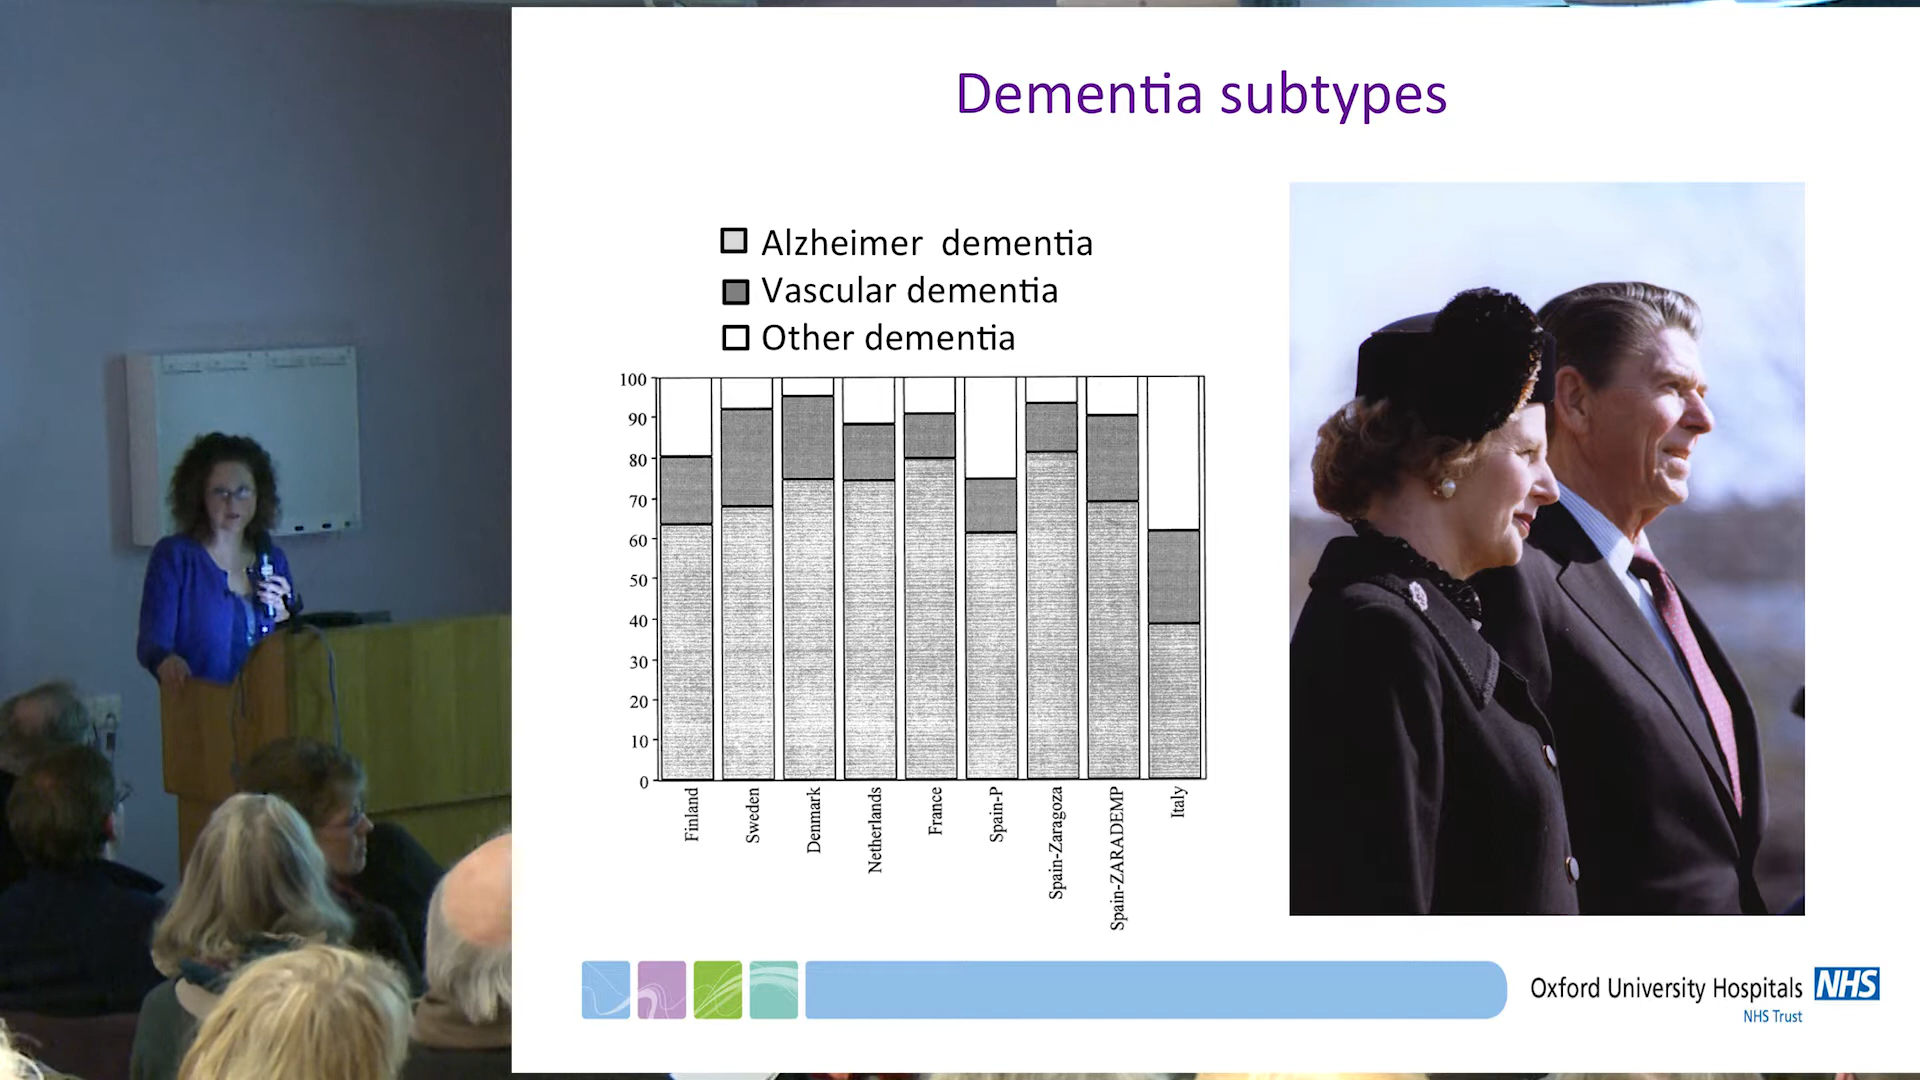 Dementia subtypes
Alzheimer dementia
Vascular dementia
Other dementia
100
90
80
70
60
50
40
30
20
10
0
Finland
Sweden
Denmark
Netherlands
France
Spain-P
Spain-Zaragoza
Spain-ZARADEMP
Italy
Oxford University Hospitals NHS
NHS Trust